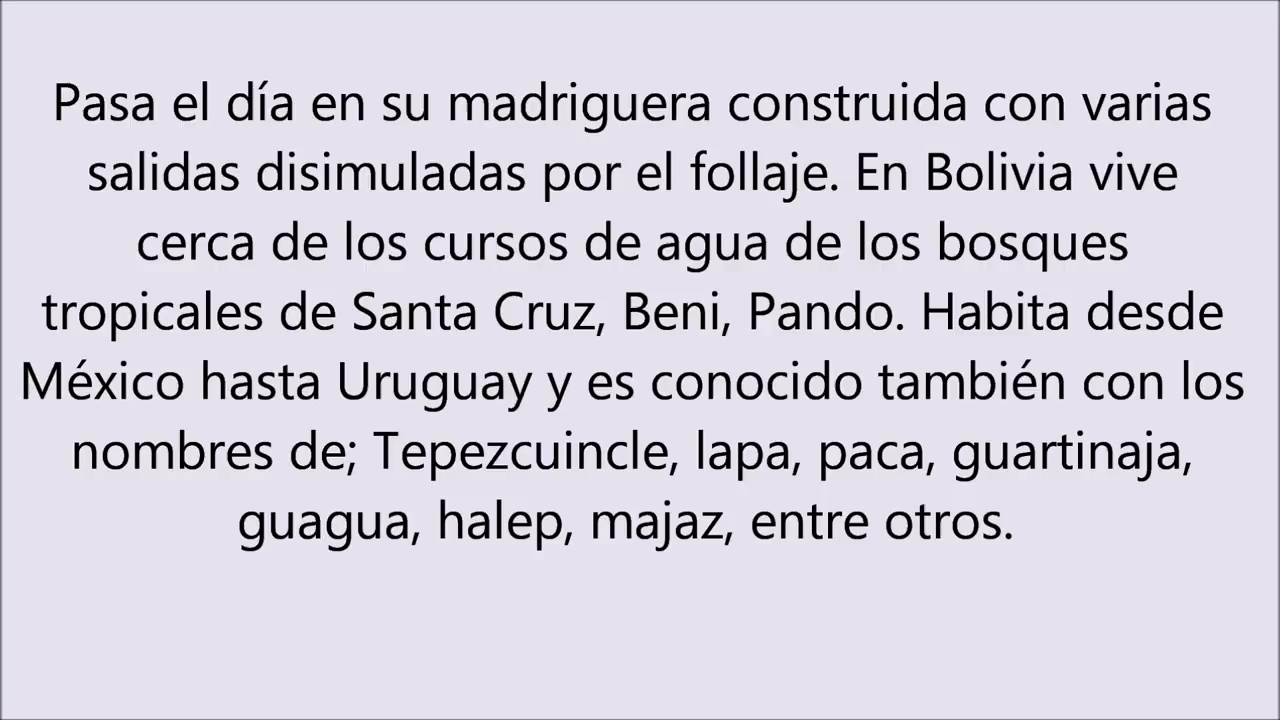 Pasa el día en su madriguera construida con varias
salidas disimuladas por el follaje. En Bolivia vive
cerca de los cursos de agua de los bosques
tropicales de Santa Cruz, Beni, Pando. Habita desde
México hasta Uruguay y es conocido también con los
nombres de; Tepezcuincle, lapa, paca, guartinaja,
guagua, halep, majaz, entre otros.